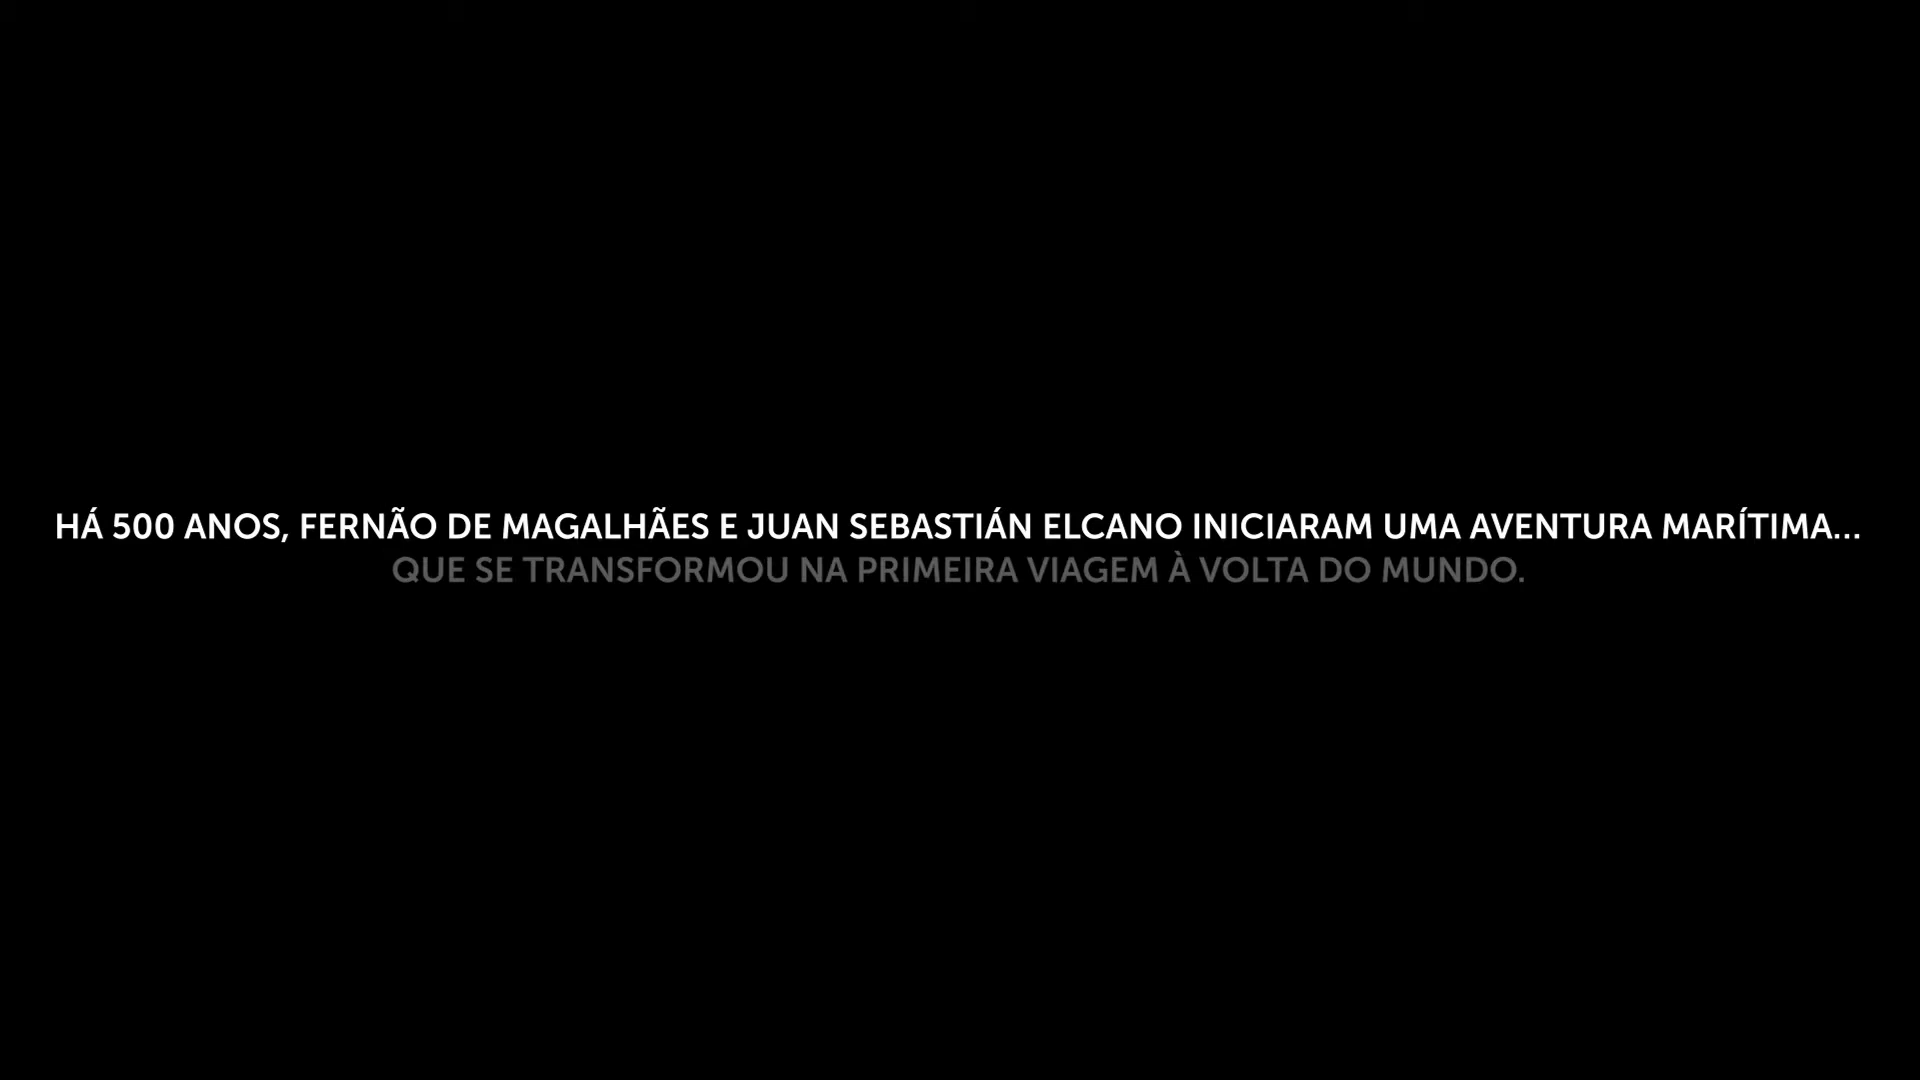 HÁ 500 ANOS, FERNÃO DE MAGALHÃES E JUAN SEBASTIÁN ELCANO INICIARAM UMA AVENTURA MARÍTIMA...
QUE SE TRANSFORMOU NA PRIMEIRA VIAGEM À VOLTA DO MUNDO.